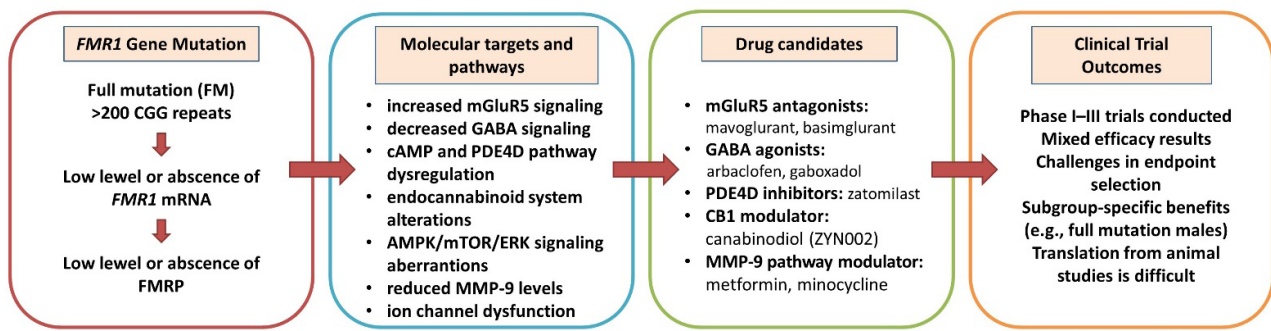 FMR1 Gene Mutation
Full mutation (FM)
>200 CGG repeats
Low lewel or absence of
FMR1 mRNA
Low lewel or absence of
FMRP
Molecular targets and
pathways
• increased mGluR5 signaling
• decreased GABA signaling
• cAMP and PDE4D pathway
dysregulation
• endocannabinoid system
alterations
• AMPK/mTOR/ERK signaling
aberrantions
• reduced MMP-9 levels
• ion channel dysfunction
Drug candidates
• mGluR5 antagonists:
mavoglurant, basimglurant
• GABA agonists:
arbaclofen, gaboxadol
• PDE4D inhibitors: zatomilast
• CB1 modulator:
canabinodiol (ZYN002)
• MMP-9 pathway modulator:
metformin, minocycline
Clinical Trial
Outcomes
Phase I–III trials conducted
Mixed efficacy results
Challenges in endpoint
selection
Subgroup-specific benefits
(e.g., full mutation males)
Translation from animal
studies is difficult